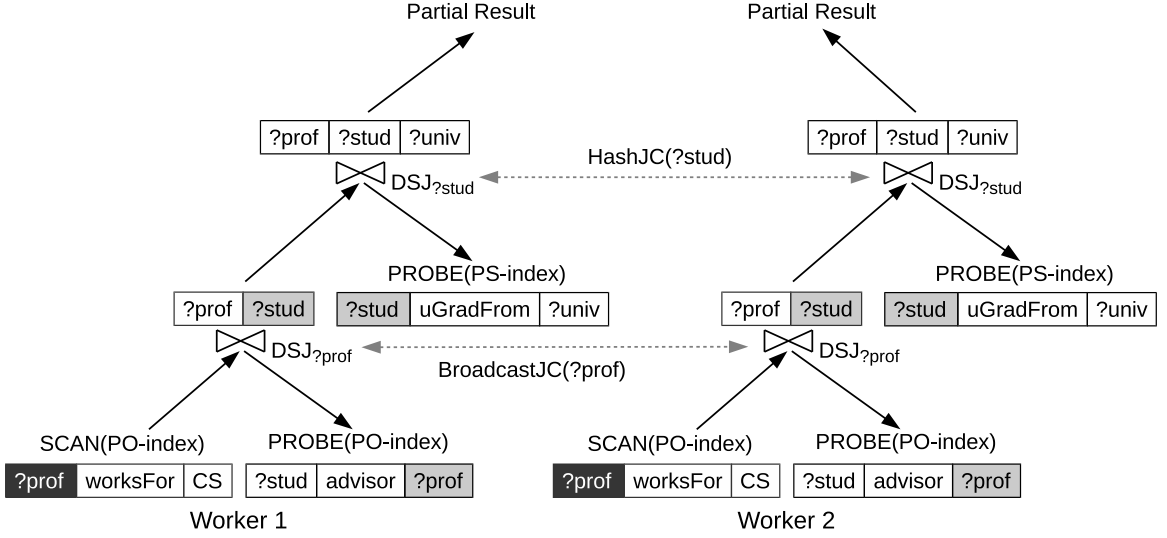 Partial Result Partial Result
?prof ?stud ?univ ?prof ?stud ?univ
HashJC(?stud)
DSJ?stud DSJ?stud
PROBE(PS-index) PROBE(PS-index)
?prof ?stud ?stud uGradFrom ?univ ?prof ?stud ?stud uGradFrom ?univ
DSJ?prof DSJ?prof
BroadcastJC(?prof)
SCAN(PO-index) PROBE(PO-index) SCAN(PO-index) PROBE(PO-index)
?prof worksFor CS ?stud advisor ?prof ?prof worksFor CS ?stud advisor ?prof
Worker 1 Worker 2